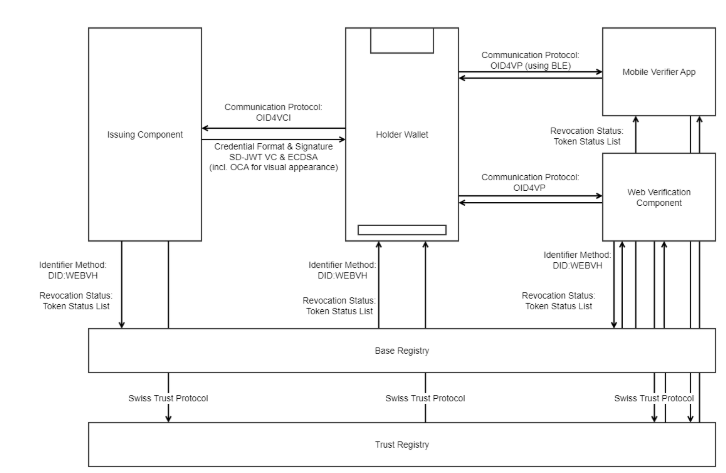 Communication Protocol:
OID4VP (using BLE)
Mobile Verifier App
Communication Protocol:
OID4VCI
Issuing Component
Holder Wallet
Revocation Status:
Token Status List
Credential Format & Signature
SD-JWT VC & ECDSA
(incl. OCA for visual appearance)
Communication Protocol:
OID4VP
Web Verification
Component
Identifier Method:
DID:WEBVH
Revocation Status:
Token Status List
Identifier Method:
DID:WEBVH
Revocation Status:
Token Status List
Identifier Method:
DID:WEBVH
Revocation Status:
Token Status List
Base Registry
Swiss Trust Protocol
Swiss Trust Protocol
Swiss Trust Protocol
Trust Registry